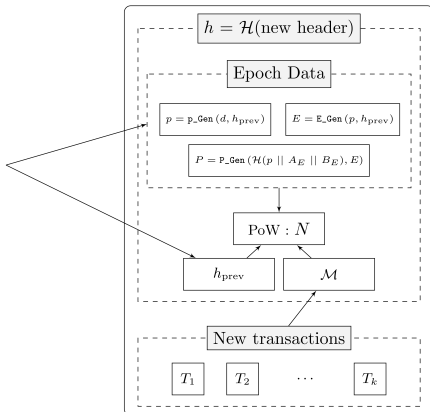 h = ℋ(new header)
Epoch Data
p = p_Gen (d, h_prev)
E = E_Gen (p, h_prev)
P = P_Gen (ℋ(p || A_E || B_E), E)
PoW : N
h_prev
ℳ
New transactions
T_1 T_2 ... T_k